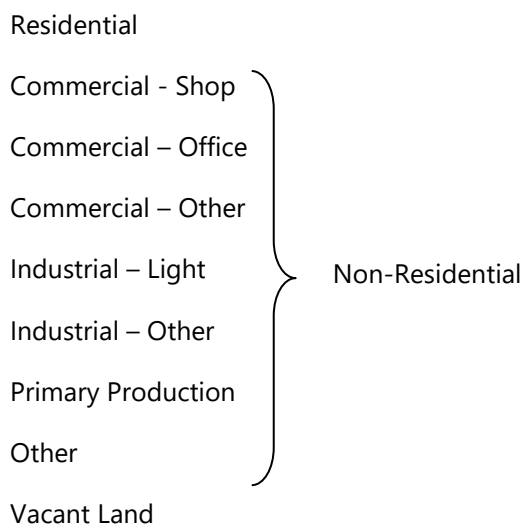 Residential
Commercial - Shop
Commercial – Office
Commercial – Other
Industrial – Light
Non-Residential
Industrial – Other
Primary Production
Other
Vacant Land